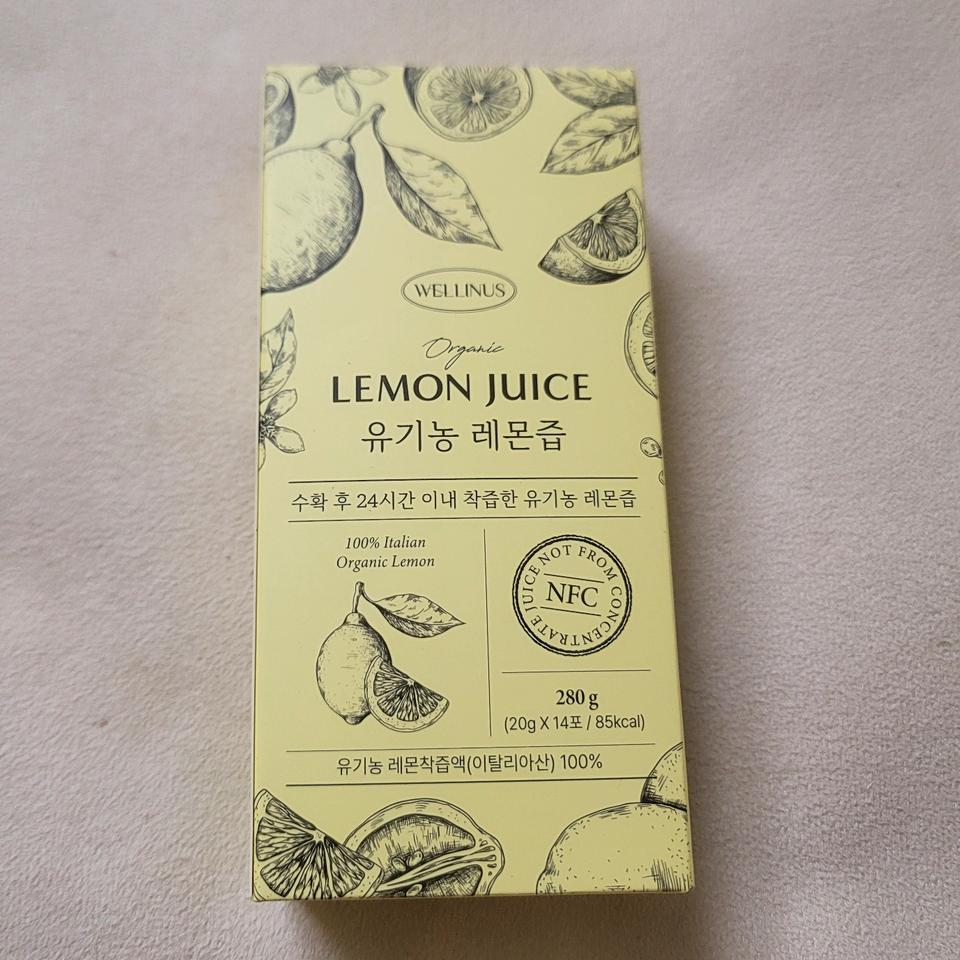 WELLINUS
Organic
LEMON JUICE
유기농 레몬즙
수확 후 24시간 이내 착즙한 유기농 레몬즙
100% Italian
Organic Lemon
NOT FROM CONCENTRATE JUICE
NFC
280 g
(20g X 14포 / 85kcal)
유기농 레몬착즙액(이탈리아산) 100%